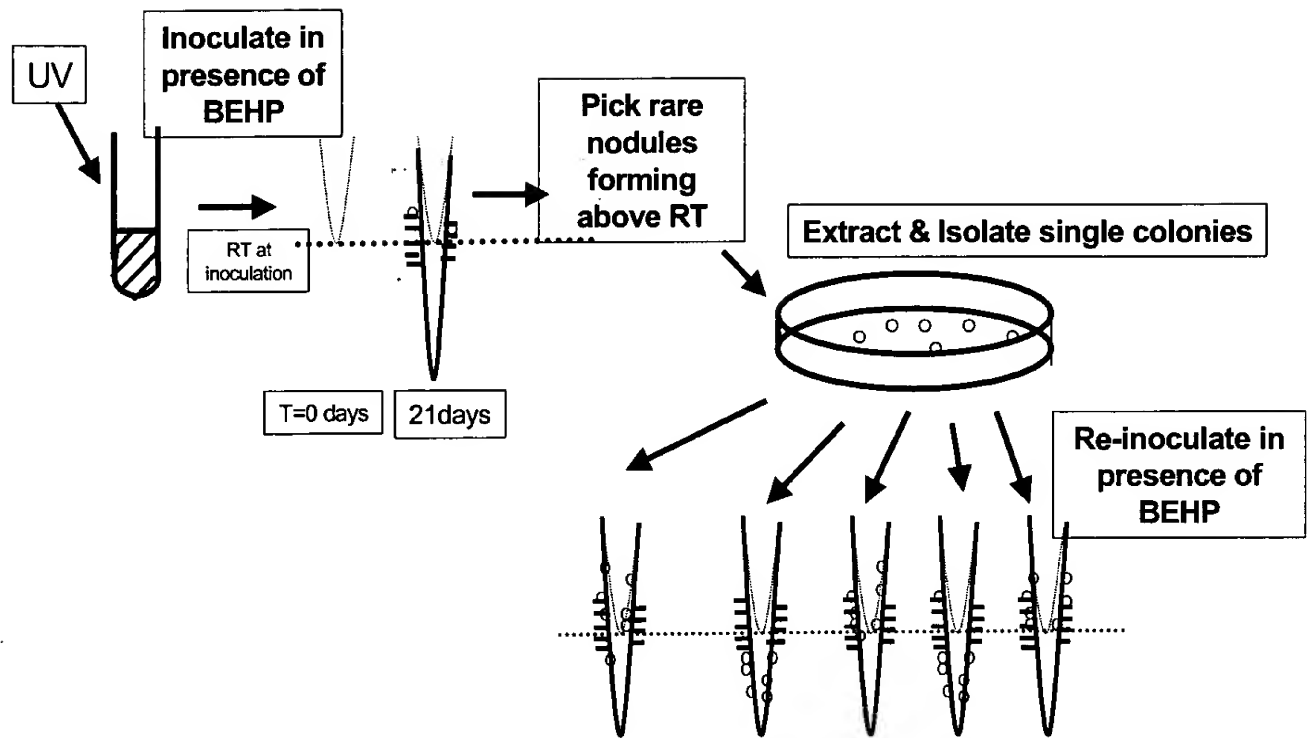 UV
Inoculate in
presence of
BEHP
RT at
inoculation
T=0 days
21days
Pick rare
nodules
forming
above RT
Extract & Isolate single colonies
Re-inoculate in
presence of
BEHP